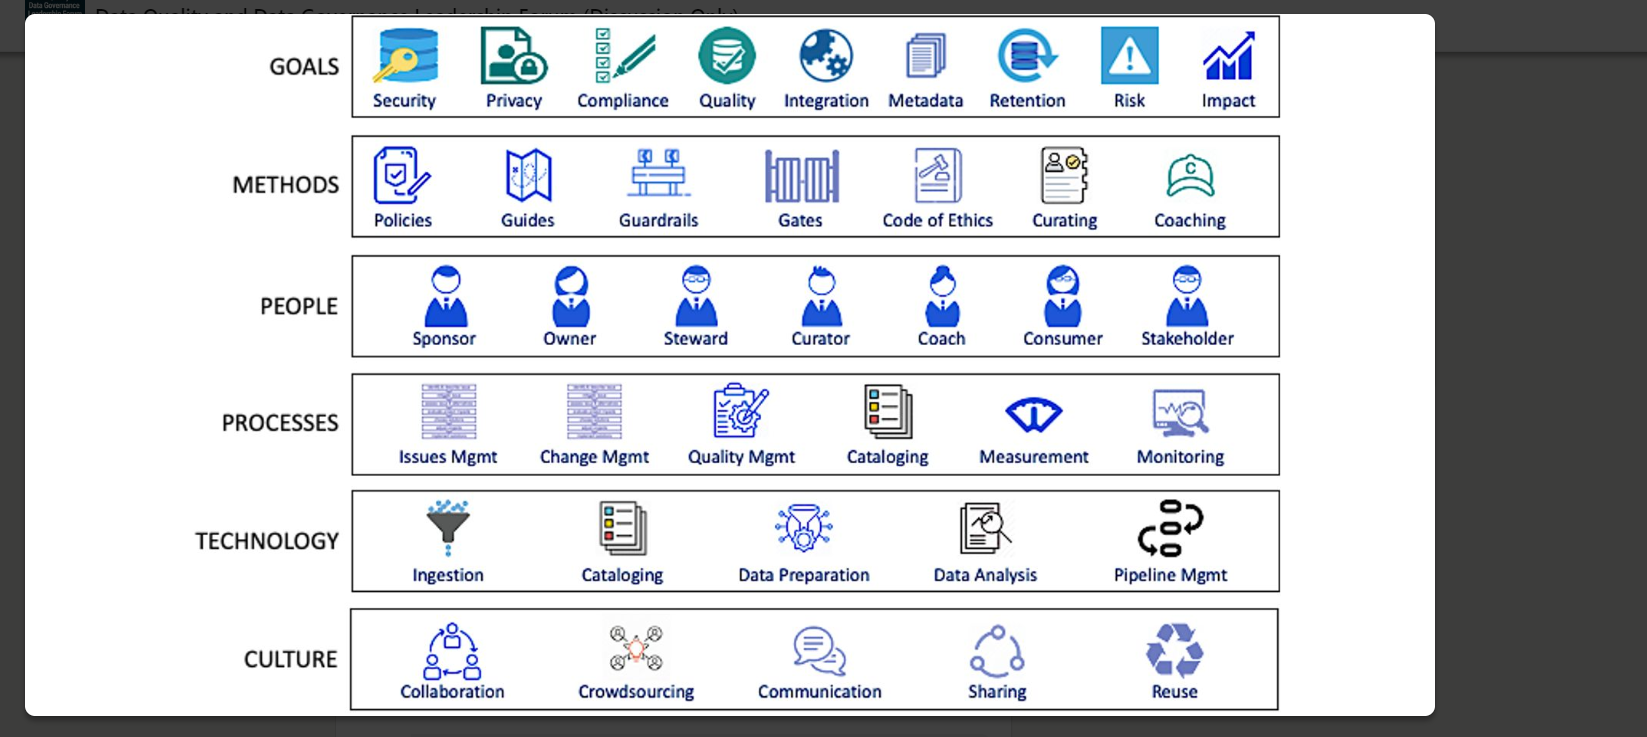 Data Governance
Data Quality and Data Governance Leadership Forum (Discussion Only)
GOALS
Security Privacy Compliance Quality Integration Metadata Retention Risk Impact
METHODS
Policies Guides Guardrails Gates Code of Ethics Curating Coaching
C
PEOPLE
Sponsor Owner Steward Curator Coach Consumer Stakeholder
PROCESSES
Issues Mgmt Change Mgmt Quality Mgmt Cataloging Measurement Monitoring
TECHNOLOGY
Ingestion Cataloging Data Preparation Data Analysis Pipeline Mgmt
CULTURE
Collaboration Crowdsourcing Communication Sharing Reuse